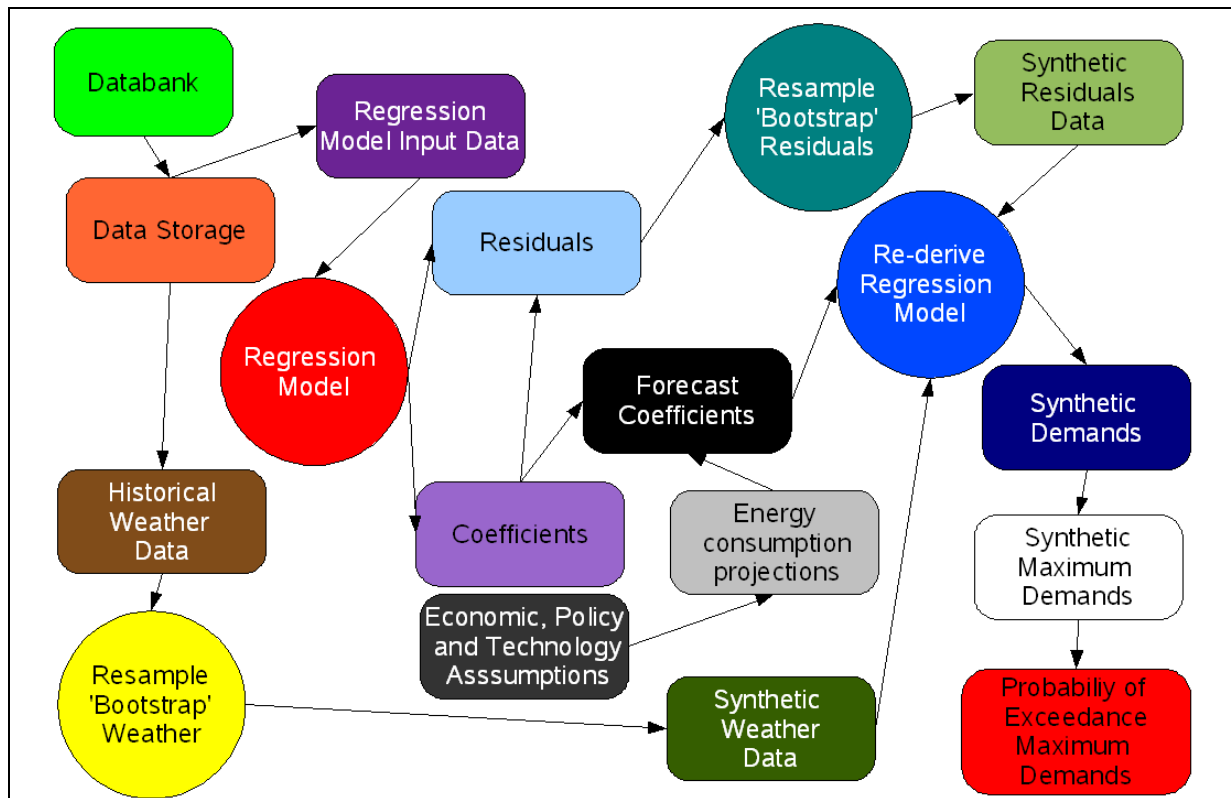 Databank
Data Storage
Regression
Model Input Data
Regression
Model
Historical
Weather
Data
Resample
'Bootstrap'
Weather
Residuals
Coefficients
Economic, Policy
and Technology
Asssumptions
Forecast
Coefficients
Energy
consumption
projections
Synthetic
Weather
Data
Resample
'Bootstrap'
Residuals
Synthetic
Residuals
Data
Re-derive
Regression
Model
Synthetic
Demands
Synthetic
Maximum
Demands
Probabiliy of
Exceedance
Maximum
Demands